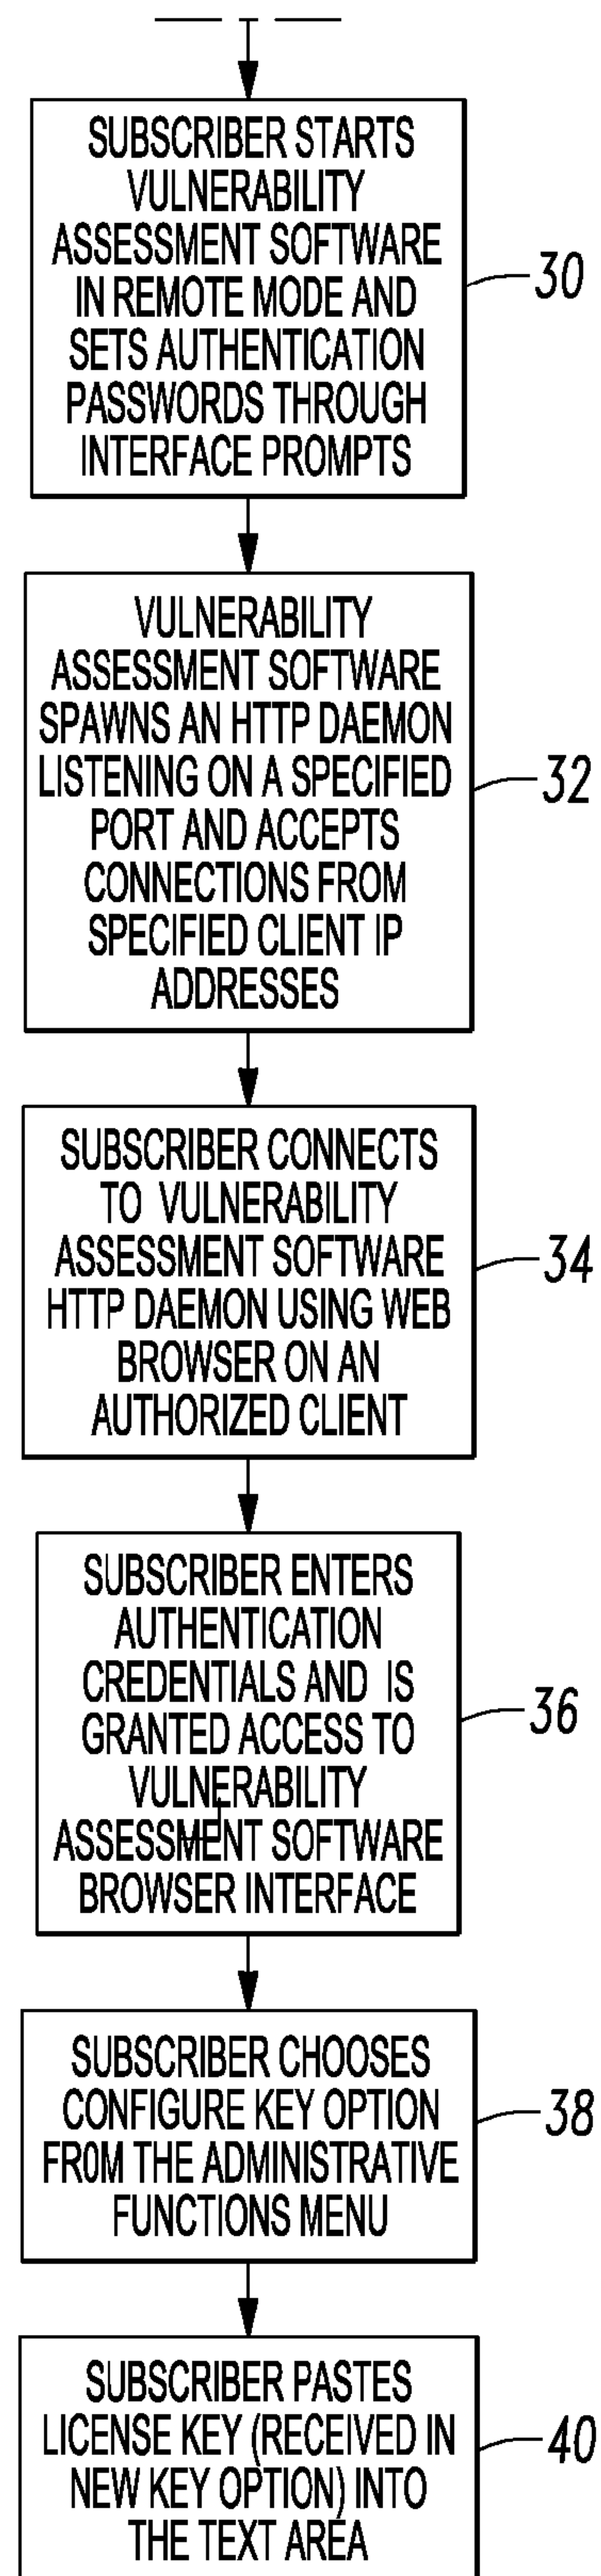 SUBSCRIBER STARTS
VULNERABILITY
ASSESSMENT SOFTWARE
IN REMOTE MODE AND
SETS AUTHENTICATION
PASSWORDS THROUGH
INTERFACE PROMPTS
30
VULNERABILITY
ASSESSMENT SOFTWARE
SPAWNS AN HTTP DAEMON
LISTENING ON A SPECIFIED
PORT AND ACCEPTS
CONNECTIONS FROM
SPECIFIED CLIENT IP
ADDRESSES
32
SUBSCRIBER CONNECTS
TO VULNERABILITY
ASSESSMENT SOFTWARE
HTTP DAEMON USING WEB
BROWSER ON AN
AUTHORIZED CLIENT
34
SUBSCRIBER ENTERS
AUTHENTICATION
CREDENTIALS AND IS
GRANTED ACCESS TO
VULNERABILITY
ASSESSMENT SOFTWARE
BROWSER INTERFACE
36
SUBSCRIBER CHOOSES
CONFIGURE KEY OPTION
FROM THE ADMINISTRATIVE
FUNCTIONS MENU
38
SUBSCRIBER PASTES
LICENSE KEY (RECEIVED IN
NEW KEY OPTION) INTO
THE TEXT AREA
40